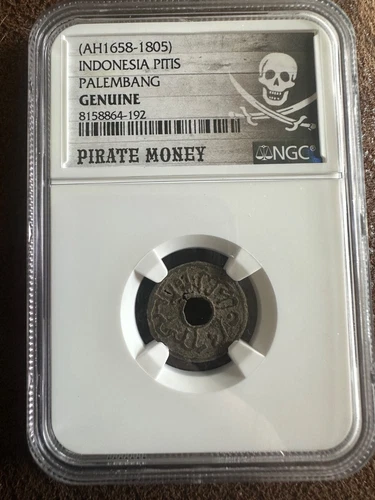 (AH1658-1805)
INDONESIA PITIS
PALEMBANG
GENUINE
8158864-192
PIRATE MONEY
NGC®